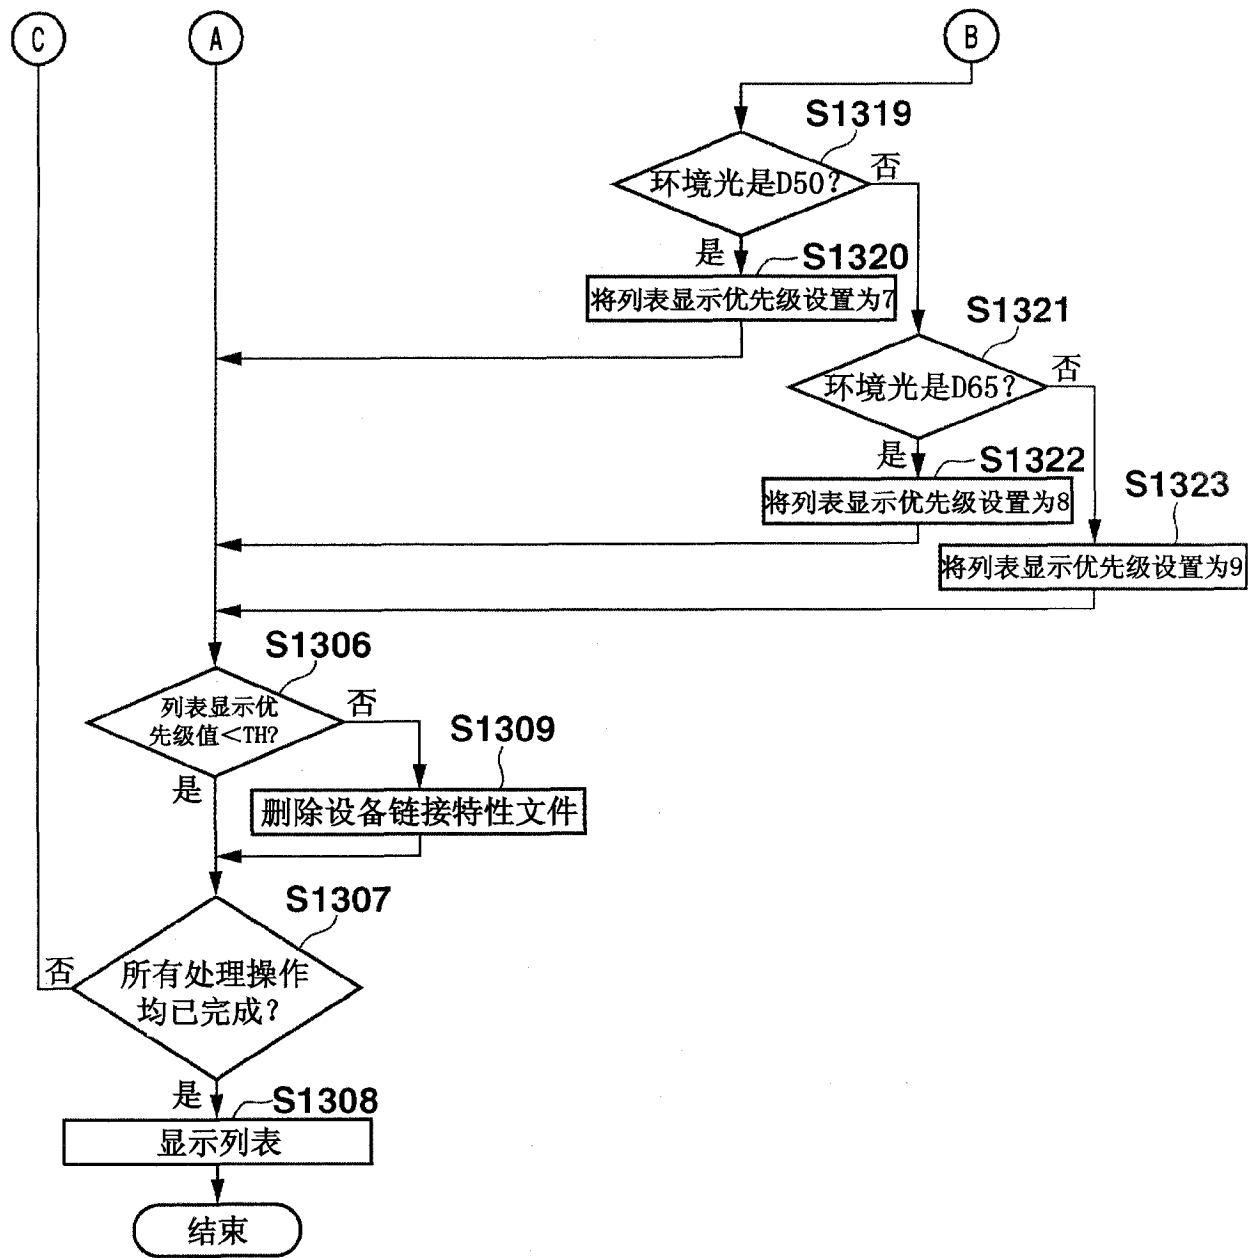 C
A
B
S1319
环境光是D50?
否
是
S1320
将列表显示优先级设置为7
S1321
环境光是D65?
否
是
S1322
将列表显示优先级设置为8
S1323
将列表显示优先级设置为9
S1306
列表显示优
先级值<TH?
否
是
S1309
删除设备链接特性文件
S1307
所有处理操作
均已完成?
否
是
S1308
显示列表
结束